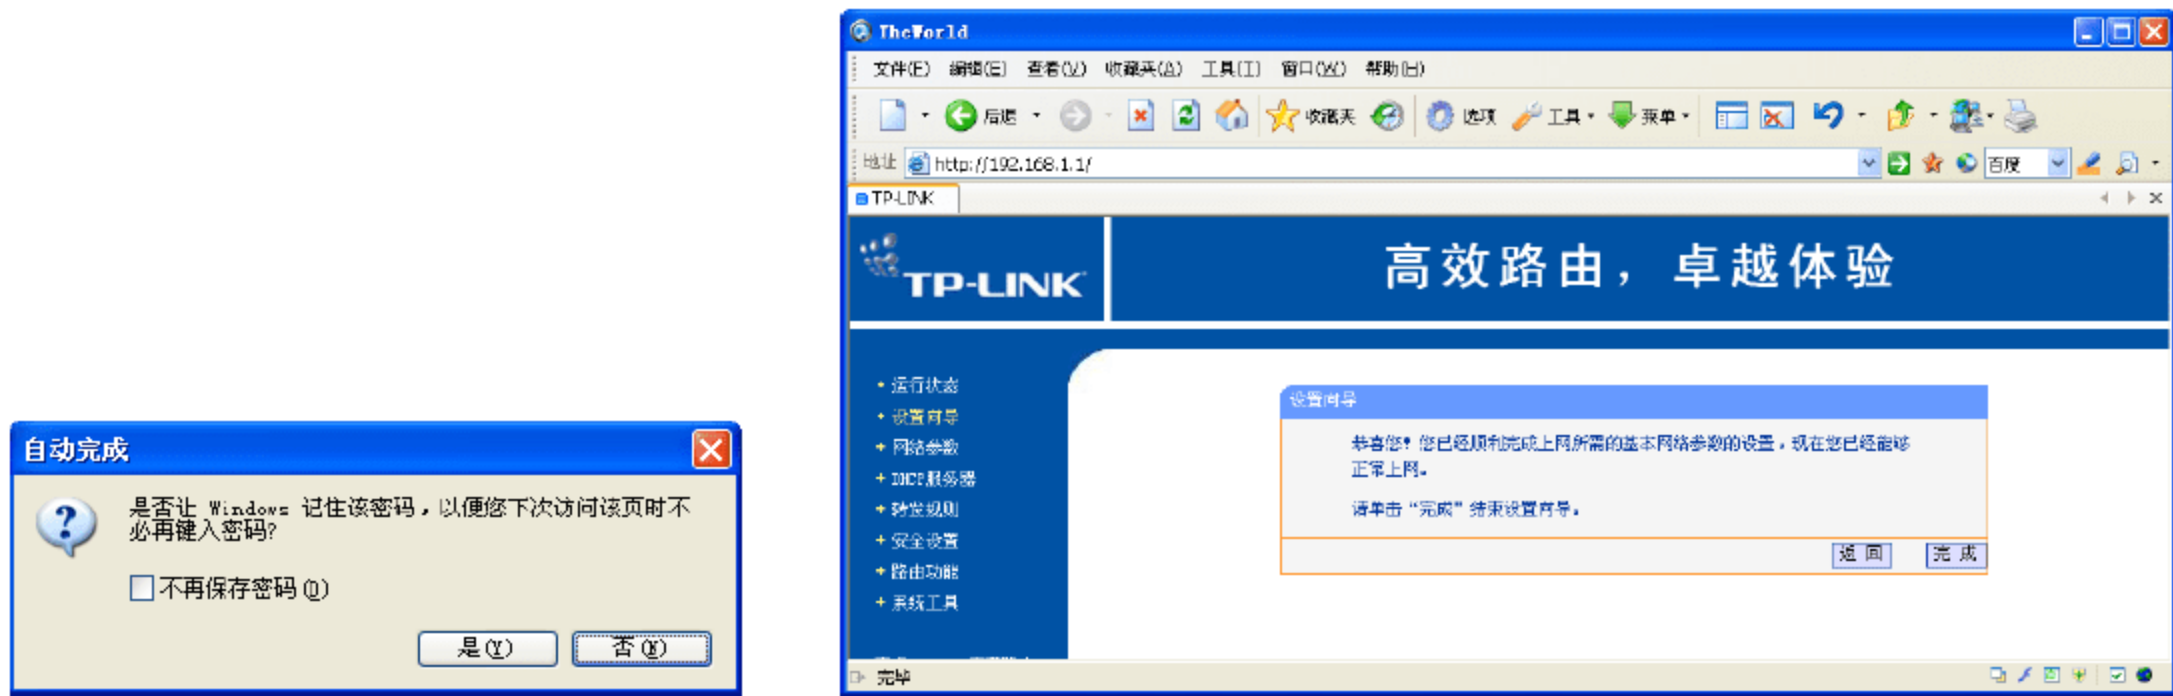 自动完成
是否让 Windows 记住该密码，以便您下次访问该页时不
必再键入密码?
不再保存密码(D)
是(Y)
否(N)
TheWorld
文件(F) 编辑(E) 查看(V) 收藏夹(A) 工具(T) 窗口(W) 帮助(H)
后退 收藏夹 选项 工具 菜单
地址 http://192.168.1.1/ 百度
TP-LINK
TP-LINK
高效路由，卓越体验
运行状态
设置向导
网络参数
DHCP服务器
转发规则
安全设置
路由功能
系统工具
设置向导
恭喜您！您已经顺利完成上网所需的基本网络参数的设置，现在您已经能够
正常上网。
请单击“完成”结束设置向导。
返回
完成
完毕